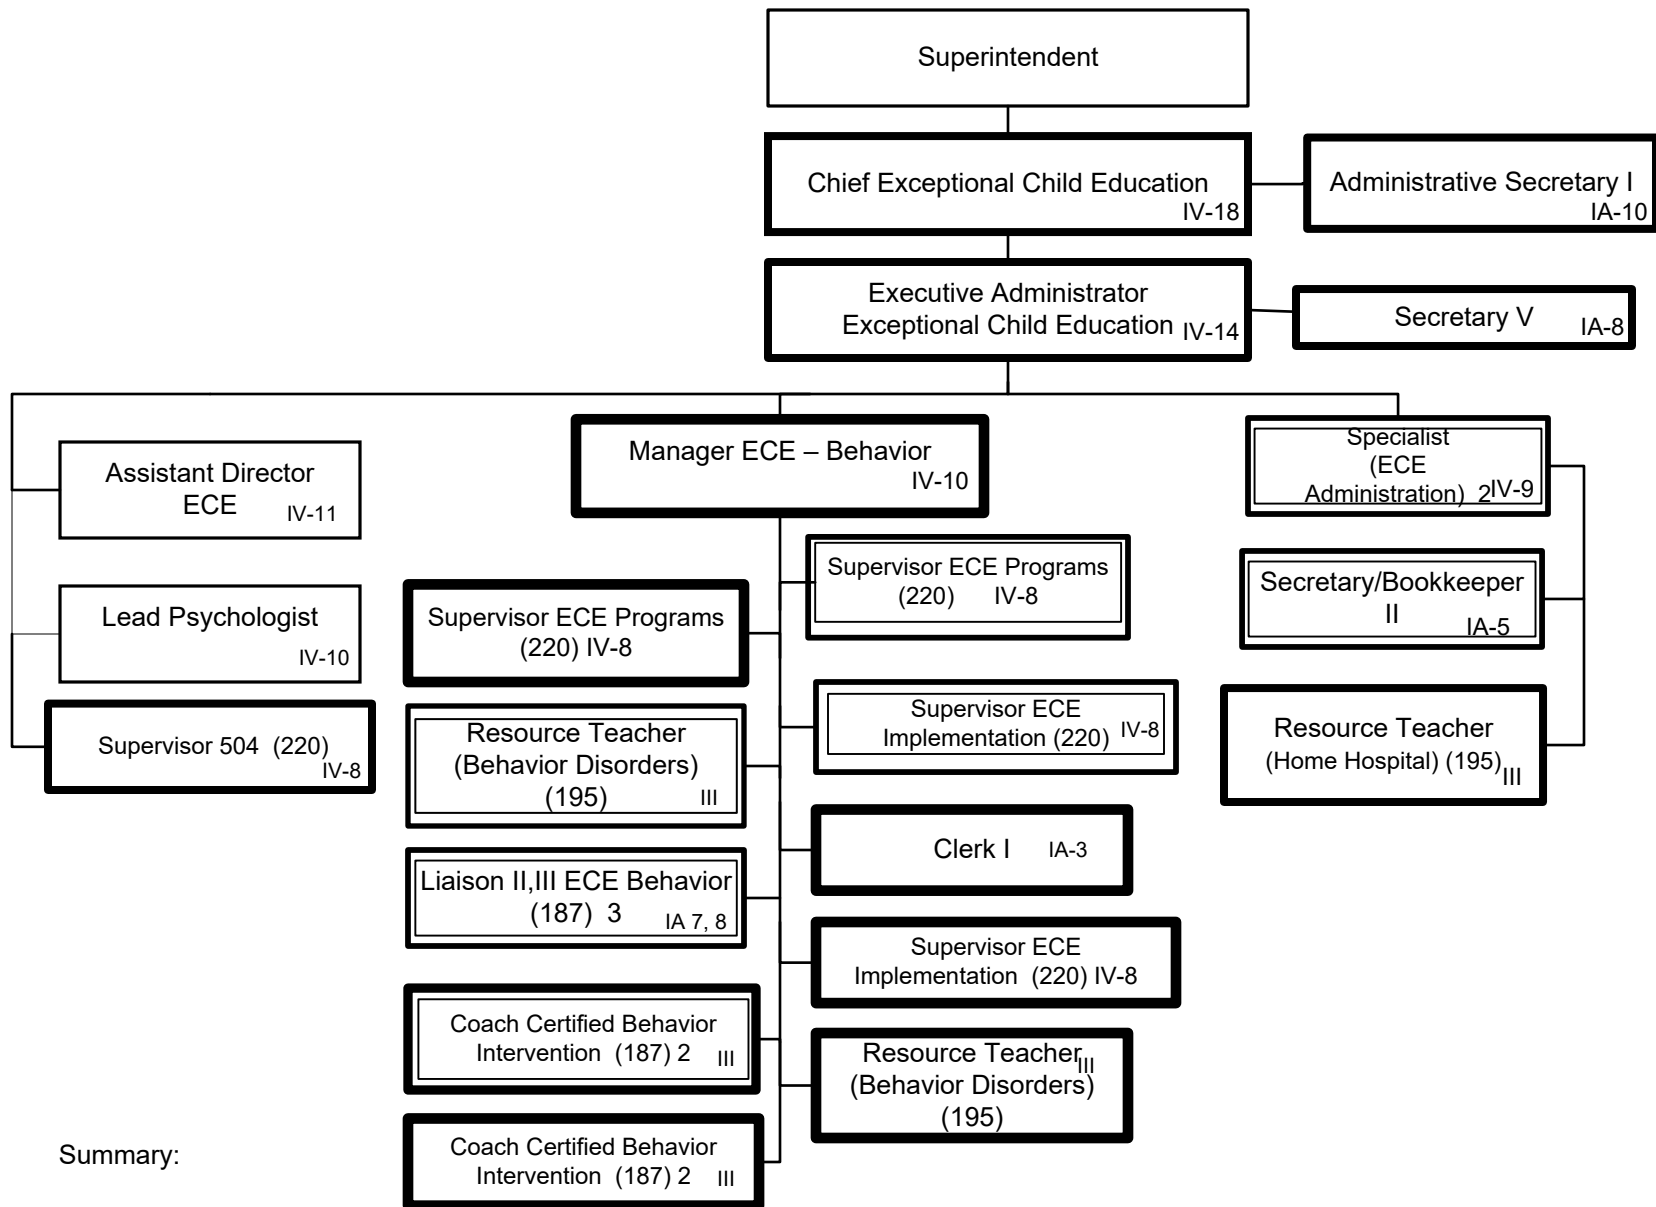 Superintendent
Chief Exceptional Child Education
IV-18
Administrative Secretary I
IA-10
Executive Administrator
Exceptional Child Education IV-14
Secretary V IA-8
Assistant Director
ECE IV-11
Lead Psychologist
IV-10
Supervisor 504 (220)
IV-8
Manager ECE – Behavior
IV-10
Supervisor ECE Programs
(220) IV-8
Supervisor ECE Programs
(220) IV-8
Resource Teacher
(Behavior Disorders)
(195) III
Supervisor ECE
Implementation (220) IV-8
Liaison II,III ECE Behavior
(187) 3 IA 7, 8
Clerk I IA-3
Supervisor ECE
Implementation (220) IV-8
Coach Certified Behavior
Intervention (187) 2 III
Resource Teacher III
(Behavior Disorders)
(195)
Coach Certified Behavior
Intervention (187) 2 III
Specialist
(ECE
Administration) 2 IV-9
Secretary/Bookkeeper
II IA-5
Resource Teacher
(Home Hospital) (195) III
Summary: